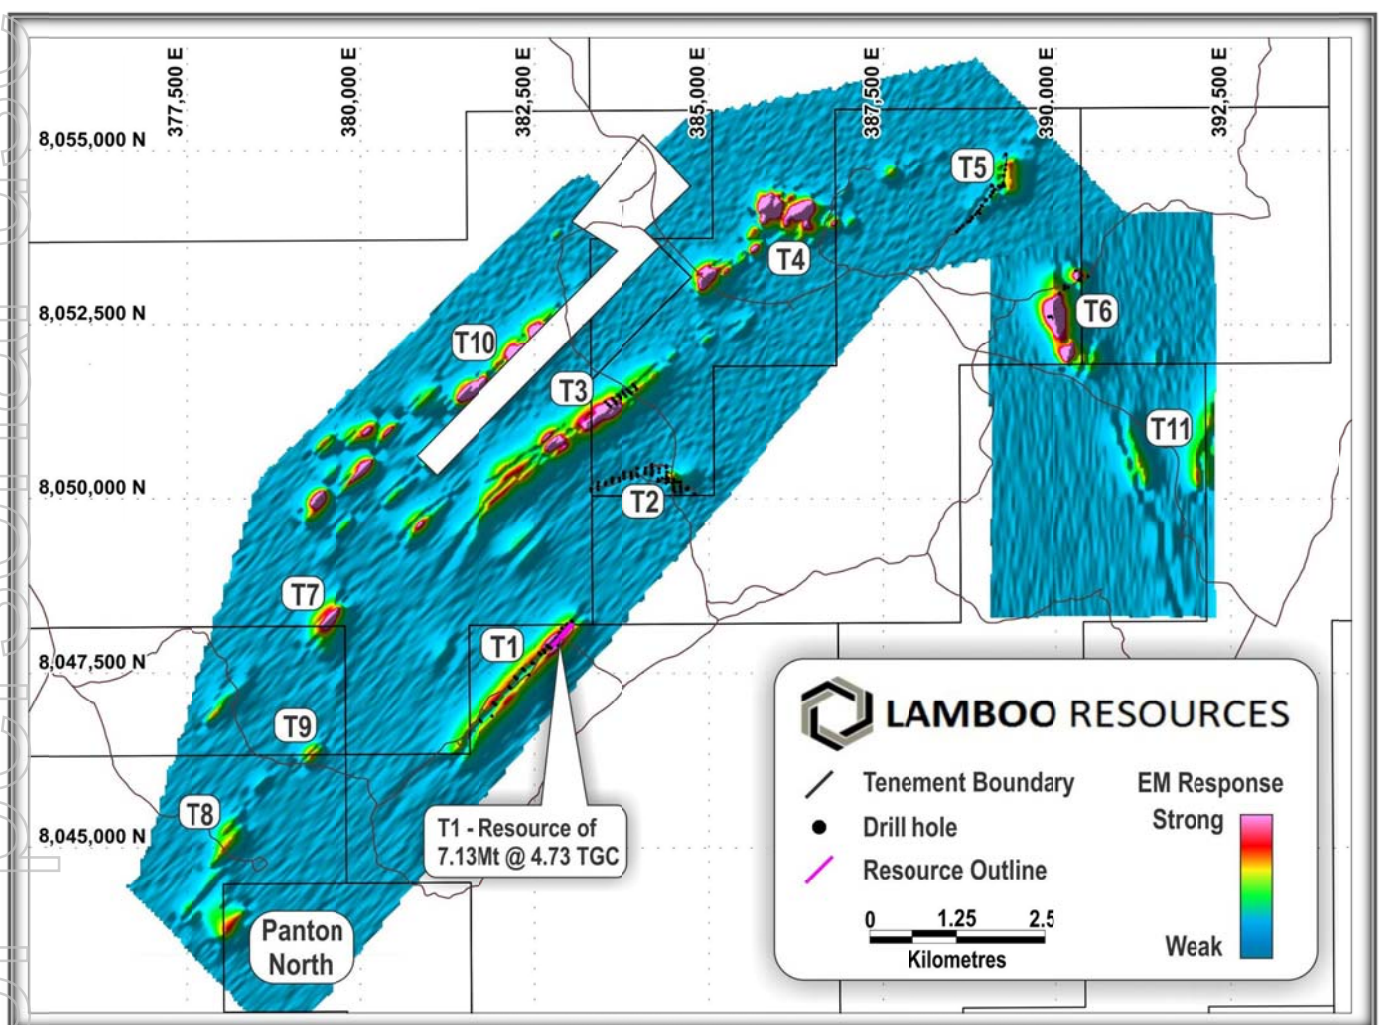 377,500 E
380,000 E
382,500 E
385,000 E
387,500 E
390,000 E
392,500 E
8,055,000 N
T5
T4
8,052,500 N
T6
T10
T3
T11
8,050,000 N
T2
T7
T1
8,047,500 N
T9
T8
8,045,000 N
T1 - Resource of
7.13Mt @ 4.73 TGC
Panton
North
LAMBOO RESOURCES
Tenement Boundary
Drill hole
Resource Outline
0 1.25 2.5
Kilometres
EM Response
Strong
Weak